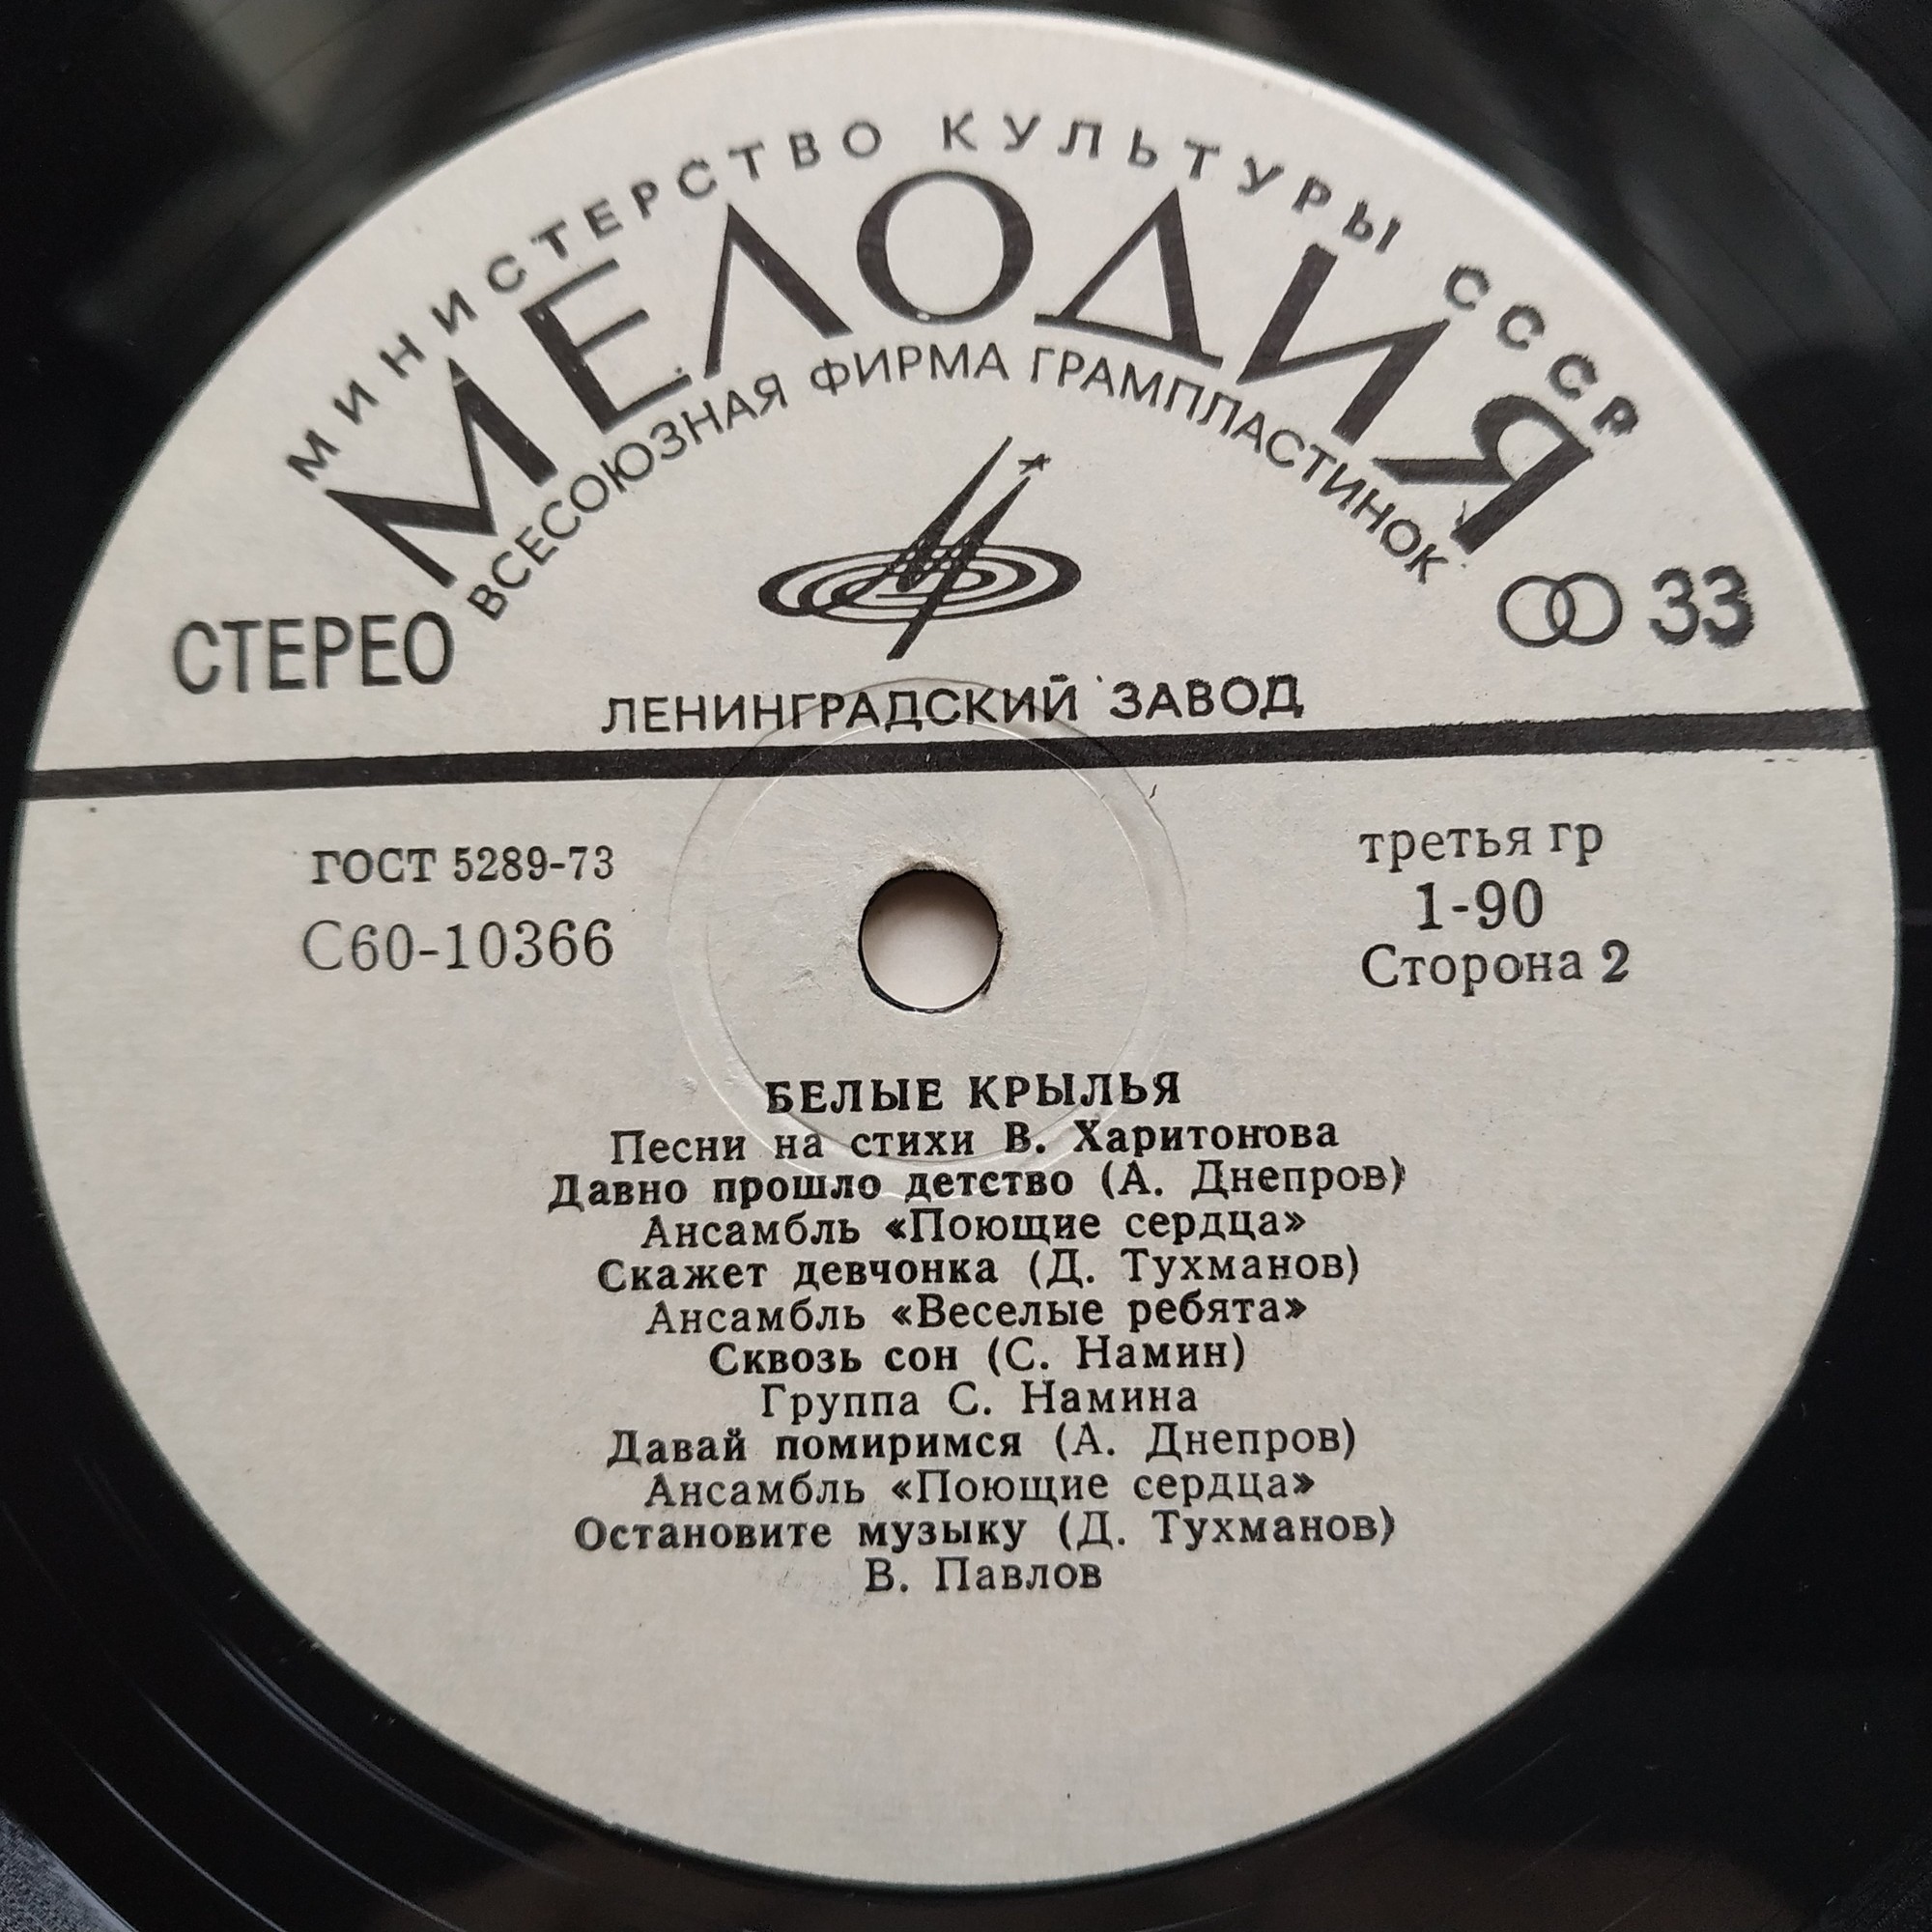 МИНИСТЕРСТВО КУЛЬТУРЫ СССР
МЕЛОДИЯ
ВСЕСОЮЗНАЯ ФИРМА ГРАМПЛАСТИНОК
СТЕРЕО
33
ЛЕНИНГРАДСКИЙ ЗАВОД
ГОСТ 5289-73
С60-10366
третья гр
1-90
Сторона 2
БЕЛЫЕ КРЫЛЬЯ
Песни на стихи В. Харитонова
Давно прошло детство (А. Днепров)
Ансамбль «Поющие сердца»
Скажет девчонка (Д. Тухманов)
Ансамбль «Веселые ребята»
Сквозь сон (С. Намин)
Группа С. Намина
Давай помиримся (А. Днепров)
Ансамбль «Поющие сердца»
Остановите музыку (Д. Тухманов)
В. Павлов